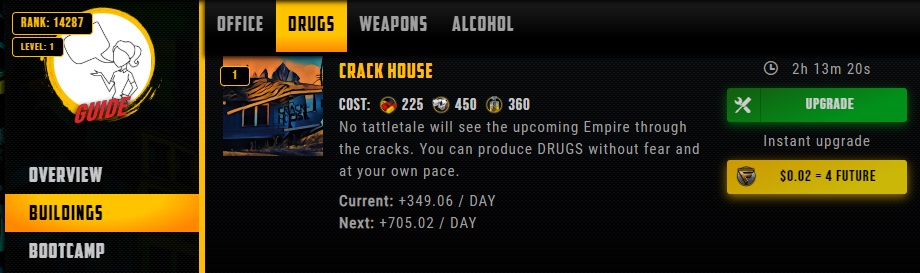 RANK: 14287
LEVEL: 1
GUIDE
OVERVIEW
BUILDINGS
BOOTCAMP
OFFICE DRUGS WEAPONS ALCOHOL
1
CRACK HOUSE
COST: 225 450 360
No tattletale will see the upcoming Empire through
the cracks. You can produce DRUGS without fear and
at your own pace.
Current: +349.06 / DAY
Next: +705.02 / DAY
2h 13m 20s
UPGRADE
Instant upgrade
$0.02 = 4 FUTURE